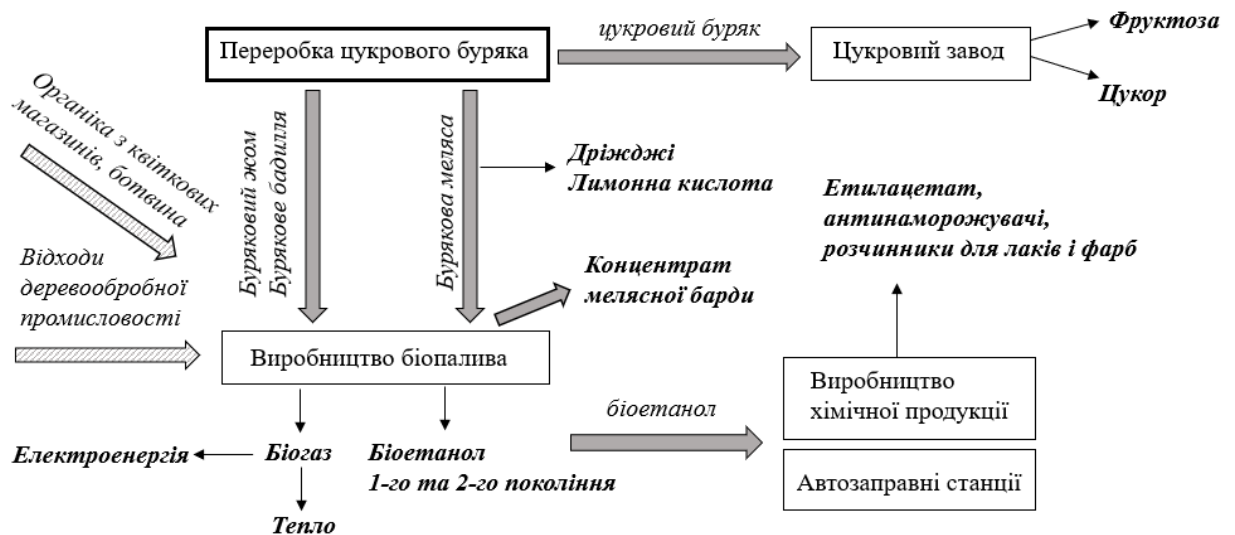 Переробка цукрового буряка
цукровий буряк
Цукровий завод
Фруктоза
Цукор
Органіка з квіткових
магазинів, ботвина
Буряковий жом
Бурякове бадилля
Бурякова меляса
Дріжджі
Лимонна кислота
Етилацетат,
антинаморожувачі,
розчинники для лаків і фарб
Відходи
деревообробної
промисловості
Концентрат
мелясної барди
Виробництво біопалива
Виробництво
хімічної продукції
біоетанол
Електроенергія
Біогаз
Біоетанол
1-го та 2-го покоління
Автозаправні станції
Тепло